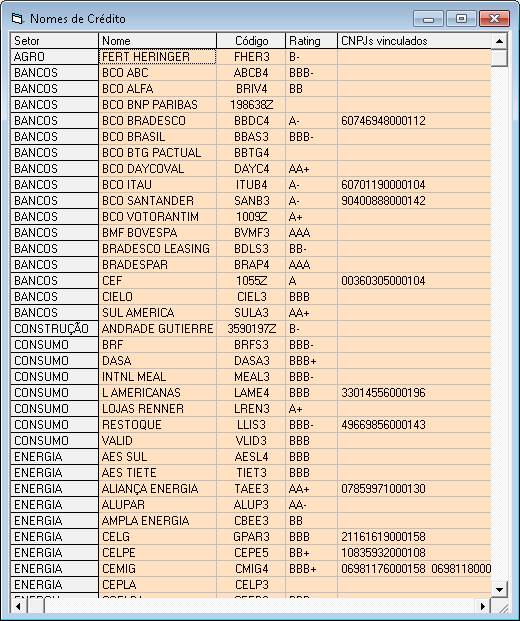 Nomes de Crédito
Setor Nome Código Rating CNPJs vinculados
AGRO FERT HERINGER FHER3 B-
BANCOS BCO ABC ABCB4 BBB-
BANCOS BCO ALFA BRIV4 BB
BANCOS BCO BNP PARIBAS 198638Z
BANCOS BCO BRADESCO BBDC4 A- 60746948000112
BANCOS BCO BRASIL BBAS3 BBB-
BANCOS BCO BTG PACTUAL BBTG4
BANCOS BCO DAYCOVAL DAYC4 AA+
BANCOS BCO ITAU ITUB4 A- 60701190000104
BANCOS BCO SANTANDER SANB3 A- 90400888000142
BANCOS BCO VOTORANTIM 1009Z A+
BANCOS BMF BOVESPA BVMF3 AAA
BANCOS BRADESCO LEASING BDLS3 BB-
BANCOS BRADESPAR BRAP4 AAA
BANCOS CEF 1055Z A 00360305000104
BANCOS CIELO CIEL3 BBB
BANCOS SUL AMERICA SULA3 AA+
CONSTRUÇÃO ANDRADE GUTIERRE 3590197Z B-
CONSUMO BRF BRFS3 BBB-
CONSUMO DASA DASA3 BBB+
CONSUMO INTNL MEAL MEAL3 BBB-
CONSUMO L AMERICANAS LAME4 BBB 33014556000196
CONSUMO LOJAS RENNER LREN3 A+
CONSUMO RESTOQUE LLIS3 BBB- 49669856000143
CONSUMO VALID VLID3 BBB
ENERGIA AES SUL AESL4 BBB
ENERGIA AES TIETE TIET3 BBB
ENERGIA ALIANÇA ENERGIA TAEE3 AA+ 07859971000130
ENERGIA ALUPAR ALUP3 AA-
ENERGIA AMPLA ENERGIA CBEE3 BB
ENERGIA CELG GPAR3 BBB 21161619000158
ENERGIA CELPE CEPE5 BB+ 10835932000108
ENERGIA CEMIG CMIG4 BBB+ 06981176000158 0698118000
ENERGIA CEPLA CELP3